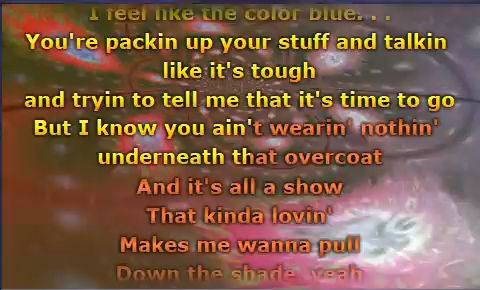 I feel like the color blue. . .
You're packin up your stuff and talkin
like it's tough
and tryin to tell me that it's time to go
But I know you ain't wearin' nothin'
underneath that overcoat
And it's all a show
That kinda lovin'
Makes me wanna pull
Down the shade, yeah